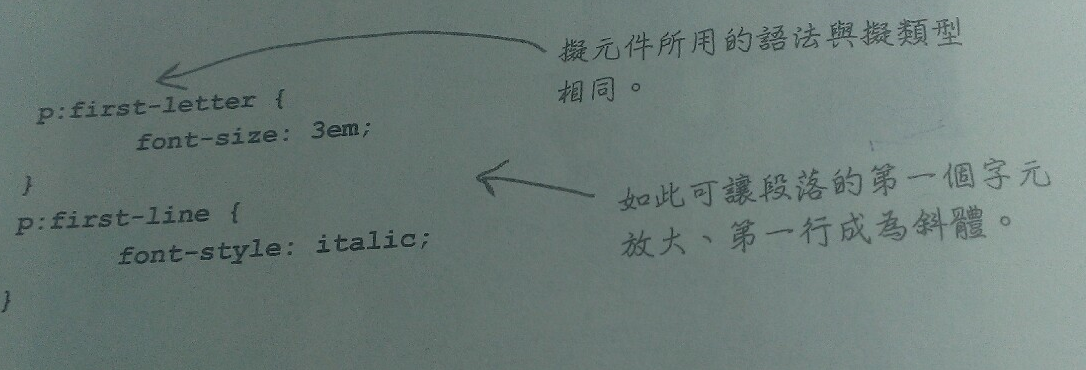 擬元件所用的語法與擬類型
相同。
p:first-letter {
font-size: 3em;
}
如此可讓段落的第一個字元
放大、第一行成為斜體。
p:first-line {
font-style: italic;
}